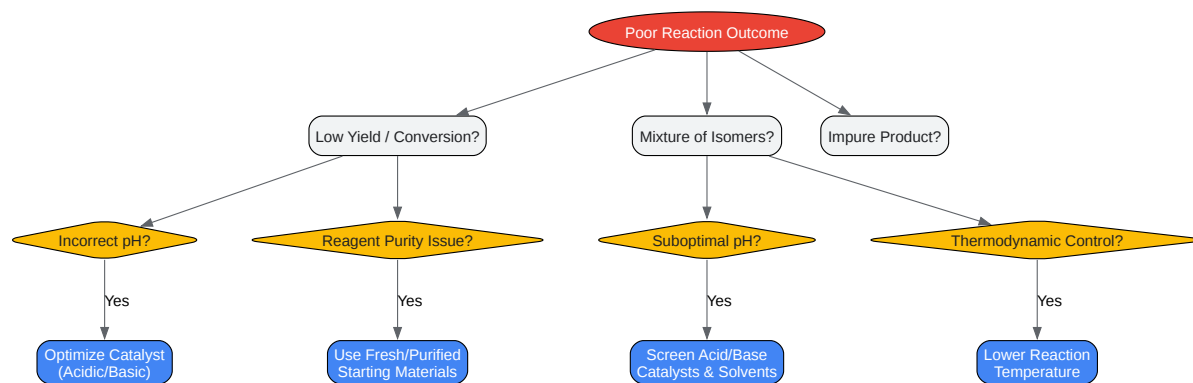 Poor Reaction Outcome
Low Yield / Conversion?
Mixture of Isomers?
Impure Product?
Incorrect pH?
Reagent Purity Issue?
Suboptimal pH?
Thermodynamic Control?
Yes
Yes
Yes
Yes
Optimize Catalyst
(Acidic/Basic)
Use Fresh/Purified
Starting Materials
Screen Acid/Base
Catalysts & Solvents
Lower Reaction
Temperature